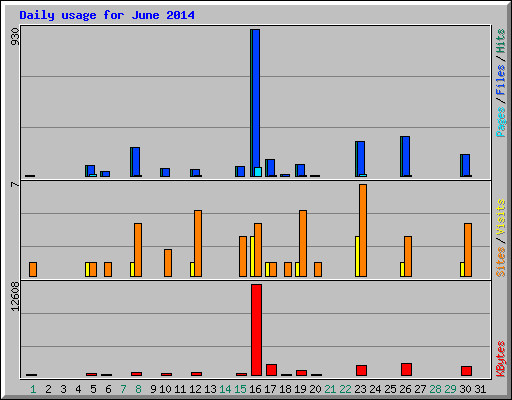 Daily usage for June 2014
930
Pages / Files / Hits
7
Sites / Visits
12608
KBytes
1 2 3 4 5 6 7 8 9 10 11 12 13 14 15 16 17 18 19 20 21 22 23 24 25 26 27 28 29 30 31